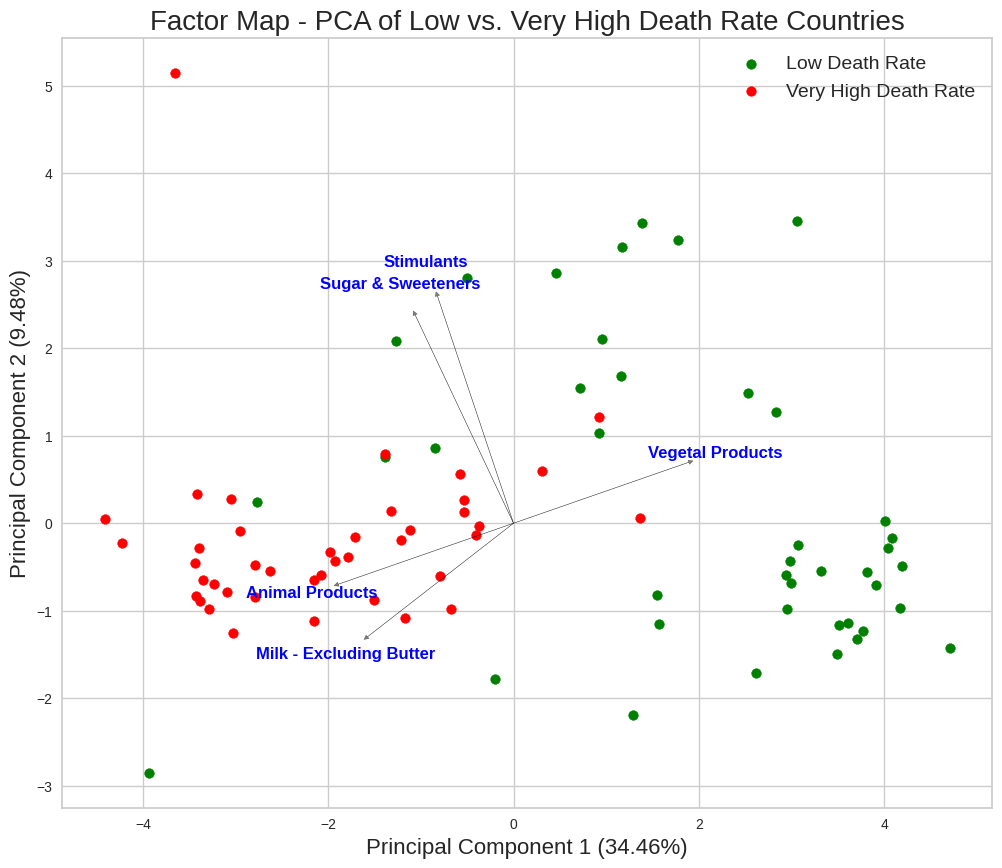 Factor Map - PCA of Low vs. Very High Death Rate Countries
Low Death Rate
Very High Death Rate
5
4
3
2
1
0
−1
−2
−3
Principal Component 2 (9.48%)
Stimulants
Sugar & Sweeteners
Vegetal Products
Animal Products
Milk - Excluding Butter
−4
−2
0
2
4
Principal Component 1 (34.46%)